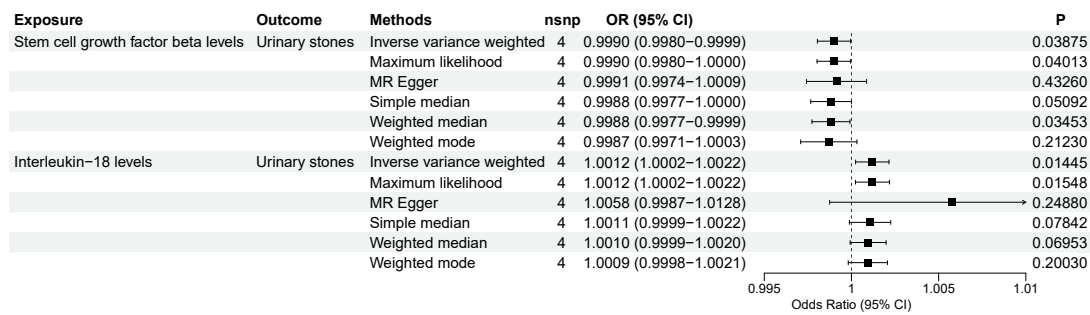 Exposure Outcome Methods nsnp OR (95% CI) P
Stem cell growth factor beta levels Urinary stones Inverse variance weighted 4 0.9990 (0.9980−0.9999) 0.03875
Maximum likelihood 4 0.9990 (0.9980−1.0000) 0.04013
MR Egger 4 0.9991 (0.9974−1.0009) 0.43260
Simple median 4 0.9988 (0.9977−1.0000) 0.05092
Weighted median 4 0.9988 (0.9977−0.9999) 0.03453
Weighted mode 4 0.9987 (0.9971−1.0003) 0.21230
Interleukin−18 levels Urinary stones Inverse variance weighted 4 1.0012 (1.0002−1.0022) 0.01445
Maximum likelihood 4 1.0012 (1.0002−1.0022) 0.01548
MR Egger 4 1.0058 (0.9987−1.0128) 0.24880
Simple median 4 1.0011 (0.9999−1.0022) 0.07842
Weighted median 4 1.0010 (0.9999−1.0020) 0.06953
Weighted mode 4 1.0009 (0.9998−1.0021) 0.20030
0.995 1 1.005 1.01
Odds Ratio (95% CI)